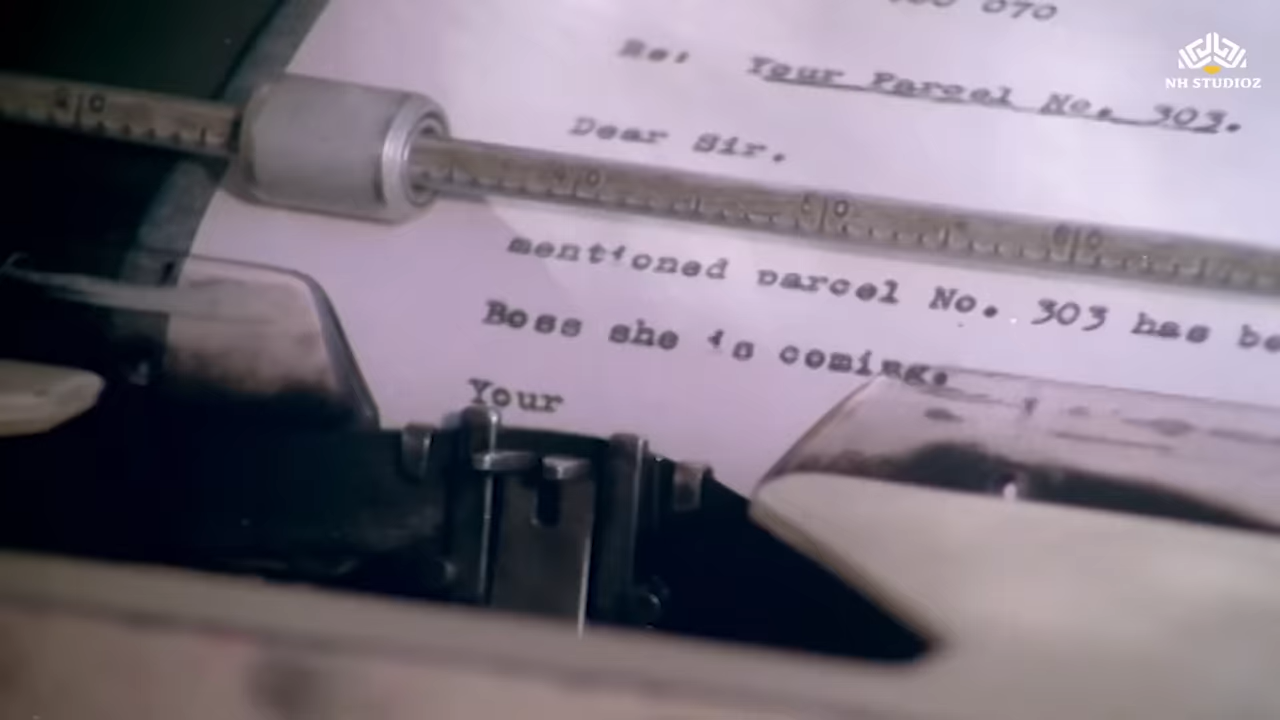 070
Re: Your Parcel No. 303.
Dear Sir.
mentioned parcel No. 303 has be
Boss she is coming.
Your
NH STUDIOZ